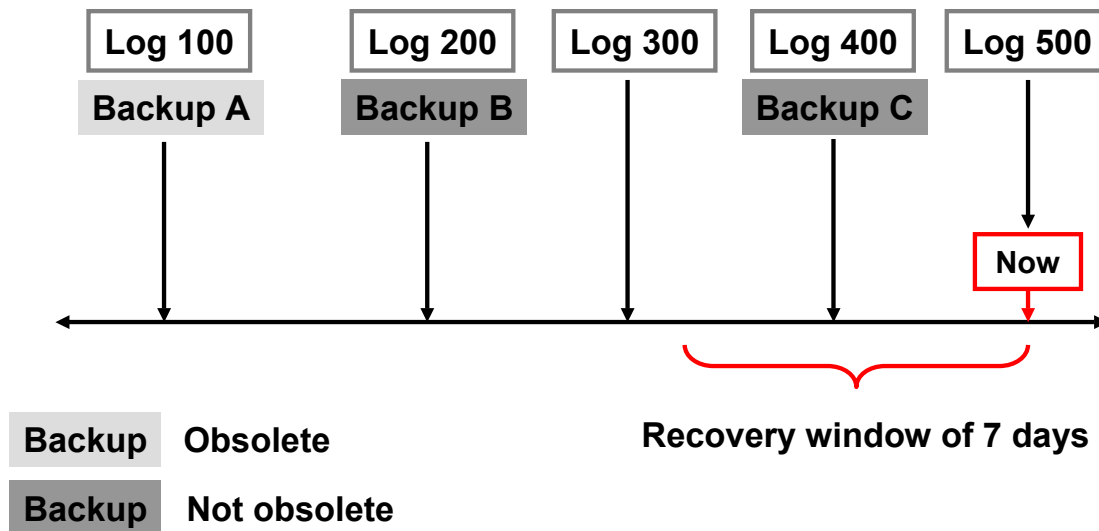 Log 100 Log 200 Log 300 Log 400 Log 500
Backup A Backup B Backup C
Now
Recovery window of 7 days
Backup Obsolete
Backup Not obsolete